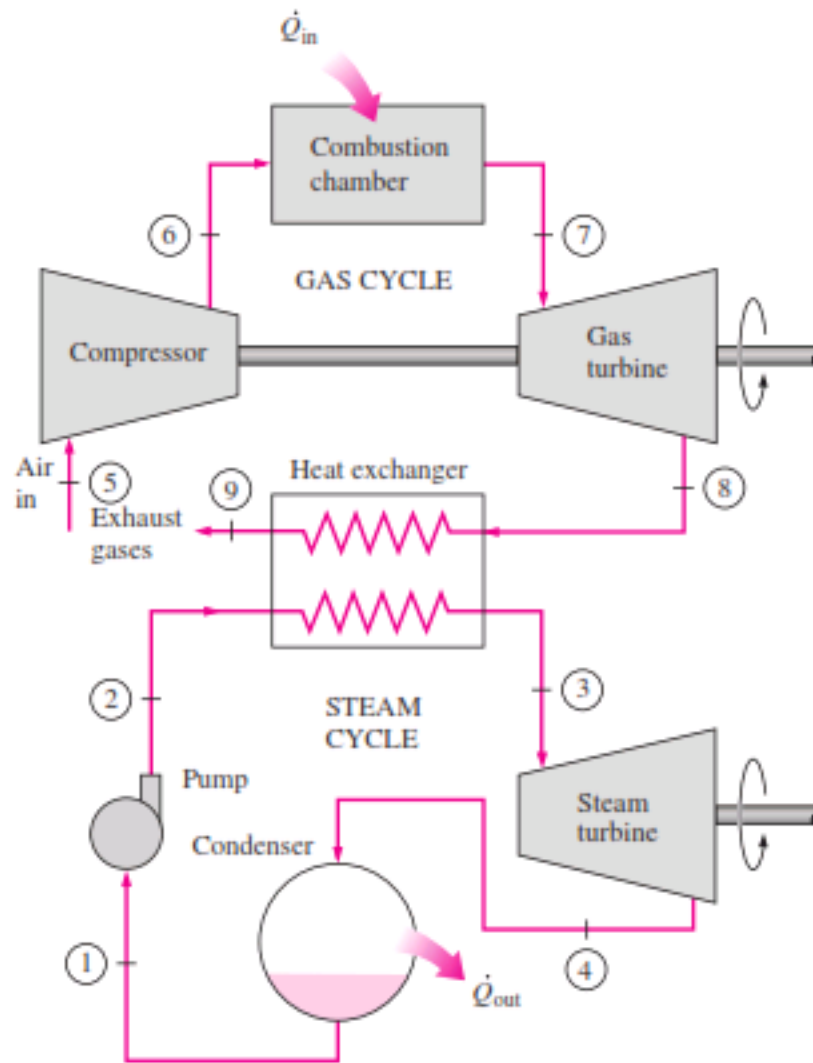 Q̇in
Combustion
chamber
6
7
GAS CYCLE
Compressor
Gas
turbine
Air
in
5
Heat exchanger
9
8
Exhaust
gases
2
3
STEAM
CYCLE
Pump
Steam
turbine
Condenser
1
4
Q̇out